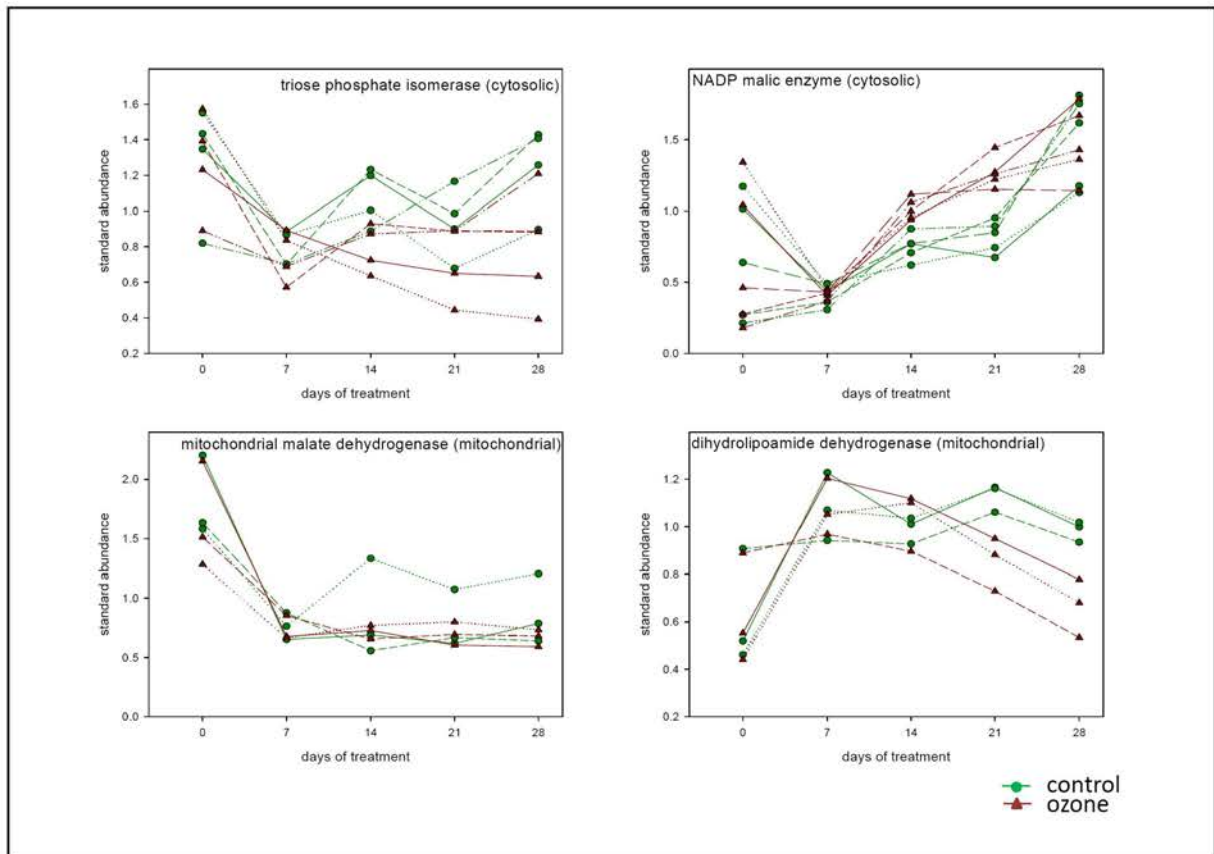 triose phosphate isomerase (cytosolic)
standard abundance
1.6
1.4
1.2
1.0
0.8
0.6
0.4
0.2
0 7 14 21 28
days of treatment
NADP malic enzyme (cytosolic)
standard abundance
1.5
1.0
0.5
0.0
0 7 14 21 28
days of treatment
mitochondrial malate dehydrogenase (mitochondrial)
standard abundance
2.0
1.5
1.0
0.5
0.0
0 7 14 21 28
days of treatment
dihydrolipoamide dehydrogenase (mitochondrial)
standard abundance
1.2
1.0
0.8
0.6
0.4
0.2
0 7 14 21 28
days of treatment
control
ozone